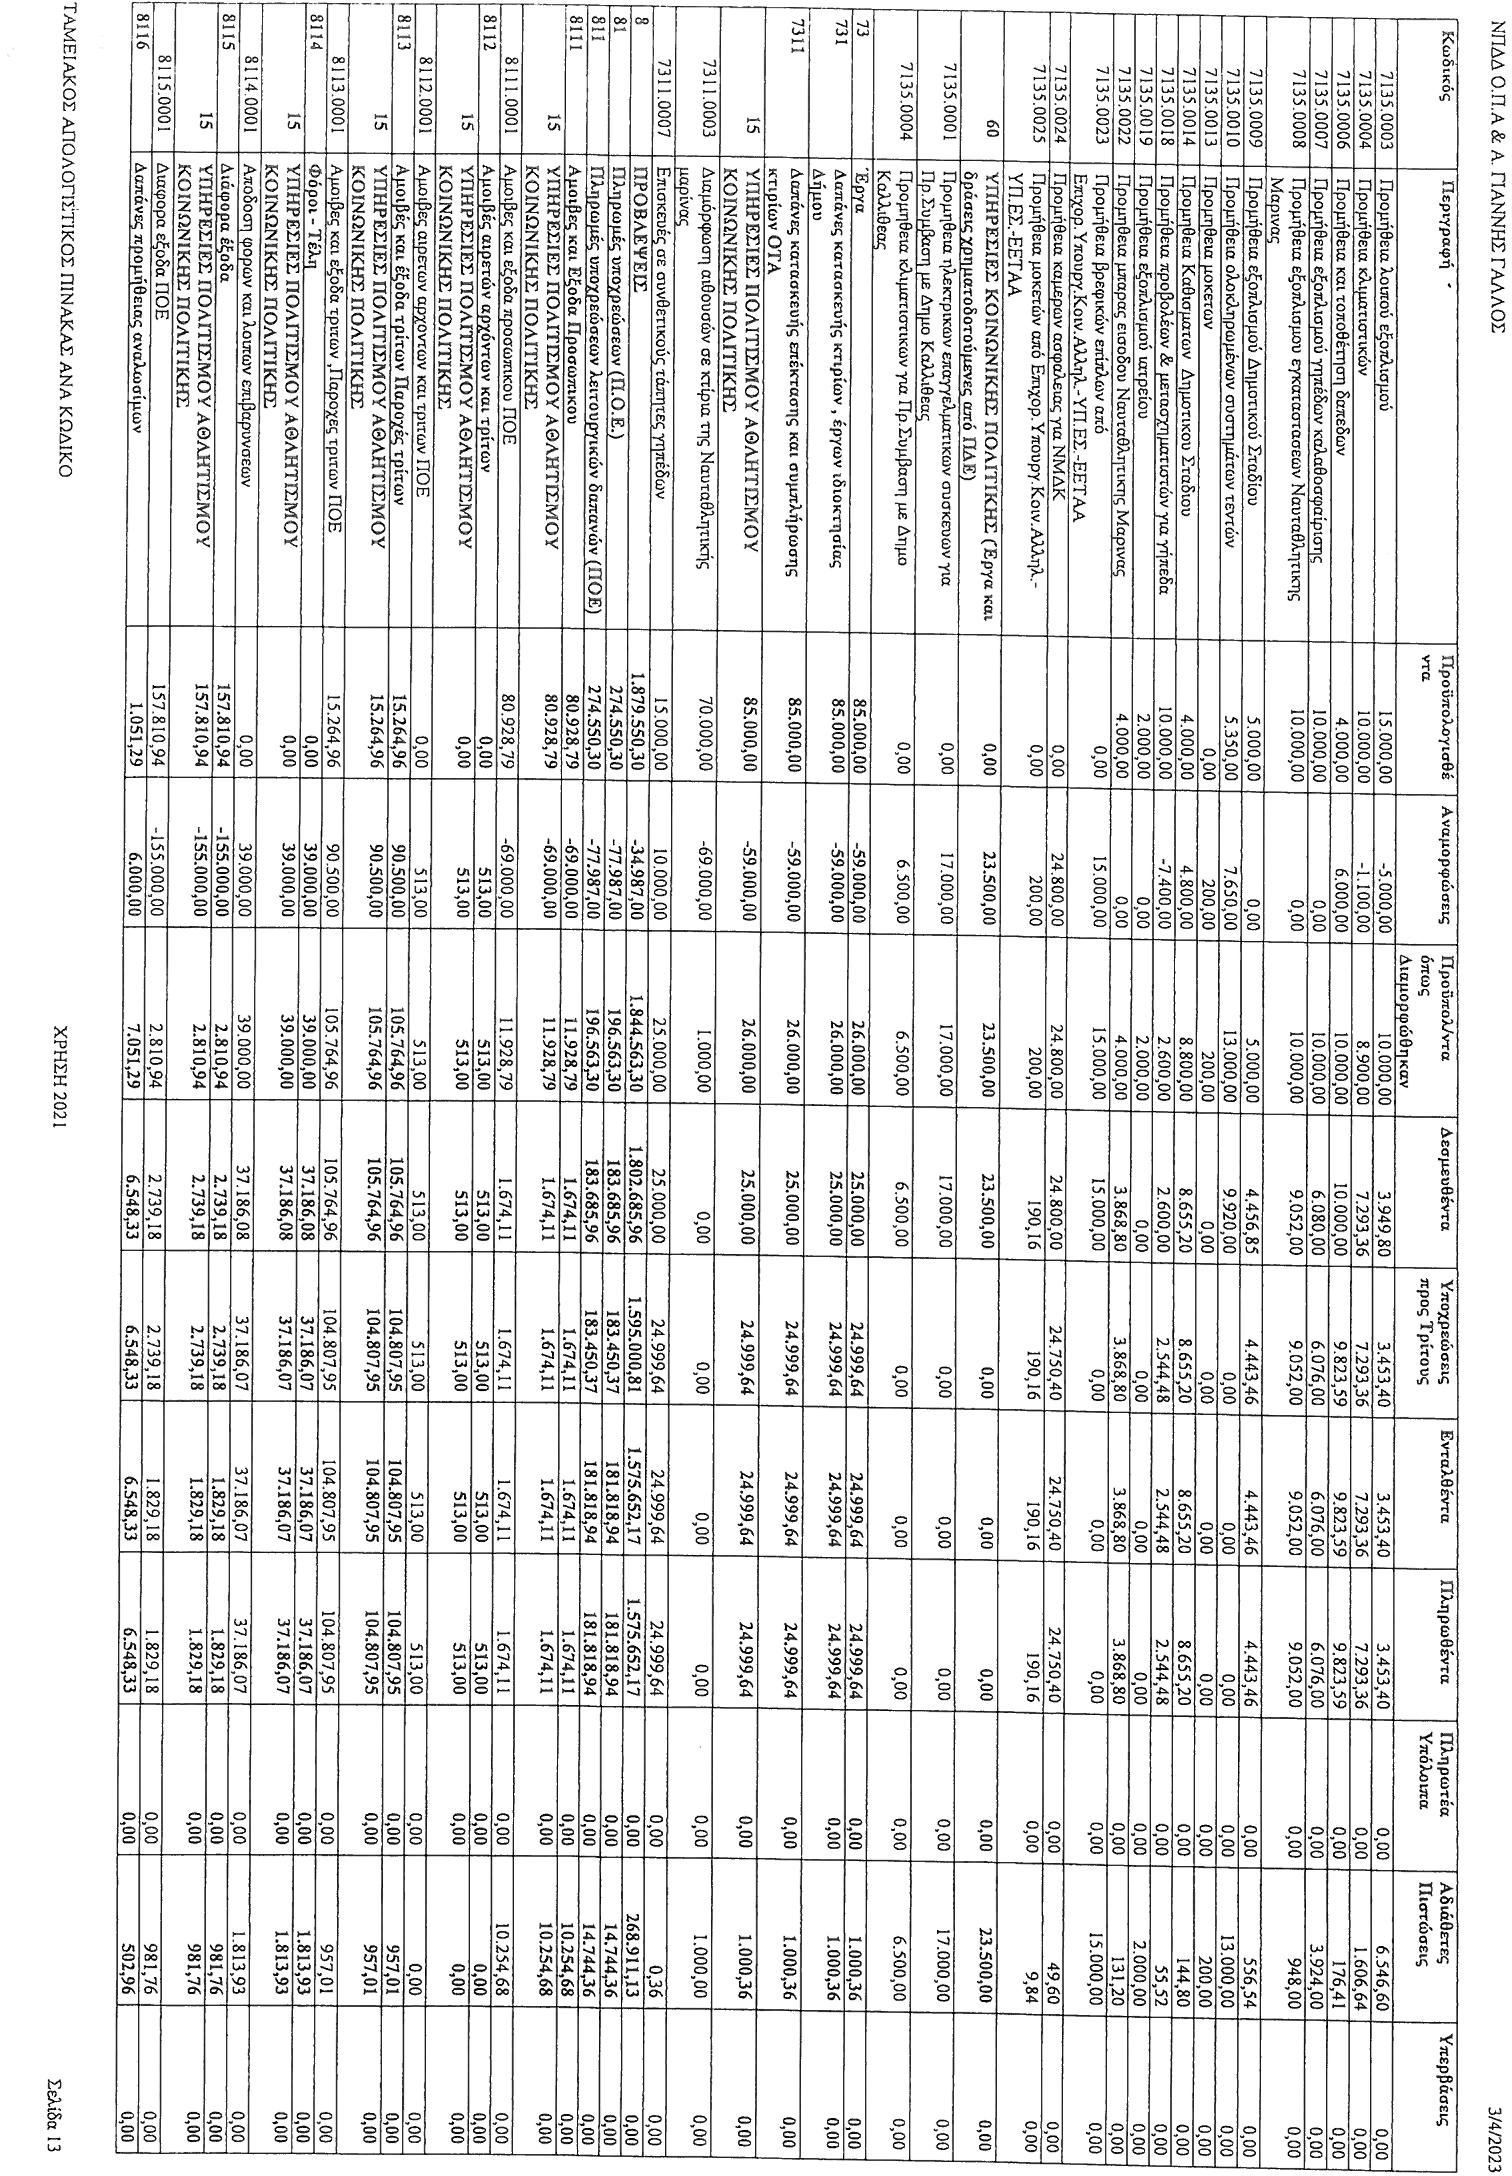 ΝΠΔΔ Ο.Π.Α & Α. ΓΙΑΝΝΗΣ ΓΑΛΛΟΣ 3/4/2023
Κωδικός Περιγραφή Προϋπολογισθέ Αναμορφώσεις Προϋπολ/ντα Δεσμευθέντα Υποχρεώσεις Ενταλθέντα Πληρωθέντα Πληρωτέα Αδιάθετες Υπερβάσεις
ντα όπως προς Τρίτους Υπόλοιπα Πιστώσεις
Διαμορφώθηκαν
7135.0003 Προμήθεια λοιπού εξοπλισμού 15.000,00 -5.000,00 10.000,00 3.949,80 3.453,40 3.453,40 3.453,40 0,00 6.546,60 0,00
7135.0004 Προμήθεια κλιματιστικών 10.000,00 -1.100,00 8.900,00 7.293,36 7.293,36 7.293,36 7.293,36 0,00 1.606,64 0,00
7135.0006 Προμήθεια και τοποθέτηση δαπέδων 4.000,00 6.000,00 10.000,00 10.000,00 9.823,59 9.823,59 9.823,59 0,00 176,41 0,00
7135.0007 Προμήθεια εξοπλισμού γηπέδων καλαθοσφαίρισης 10.000,00 0,00 10.000,00 6.080,00 6.076,00 6.076,00 6.076,00 0,00 3.924,00 0,00
7135.0008 Προμήθεια εξοπλισμου εγκαταστασεων Ναυταθλητικης 10.000,00 0,00 10.000,00 9.052,00 9.052,00 9.052,00 9.052,00 0,00 948,00 0,00
Μαρινας
7135.0009 Προμήθεια εξοπλισμού Δημοτικού Σταδίου 5.000,00 0,00 5.000,00 4.456,85 4.443,46 4.443,46 4.443,46 0,00 556,54 0,00
7135.0010 Προμήθεια ολοκληρωμένων συστημάτων τεντών 5.350,00 7.650,00 13.000,00 9.920,00 0,00 0,00 0,00 0,00 13.000,00 0,00
7135.0013 Προμήθεια μοκετων 0,00 200,00 200,00 0,00 0,00 0,00 0,00 0,00 200,00 0,00
7135.0014 Προμήθεια Καθισματων Δημοτικου Σταδιου 4.000,00 4.800,00 8.800,00 8.655,20 8.655,20 8.655,20 8.655,20 0,00 144,80 0,00
7135.0018 Προμήθεια προβολέων & μετασχηματιστών για γήπεδα 10.000,00 -7.400,00 2.600,00 2.600,00 2.544,48 2.544,48 2.544,48 0,00 55,52 0,00
7135.0019 Προμήθεια εξοπλισμού ιατρείου 2.000,00 0,00 2.000,00 0,00 0,00 0,00 0,00 0,00 2.000,00 0,00
7135.0022 Προμήθεια μπαρας εισοδου Ναυταθλητικης Μαρινας 4.000,00 0,00 4.000,00 3.868,80 3.868,80 3.868,80 3.868,80 0,00 131,20 0,00
7135.0023 Προμήθεια βρεφικών επίπλων από 0,00 15.000,00 15.000,00 15.000,00 0,00 0,00 0,00 0,00 15.000,00 0,00
Επιχορ.Υπουργ.Κοιν.Αλληλ.-ΥΠ.ΕΣ.-ΕΕΤΑΑ
7135.0024 Προμηθεια καμερων ασφαλειας για ΝΜΔΚ 0,00 24.800,00 24.800,00 24.800,00 24.750,40 24.750,40 24.750,40 0,00 49,60 0,00
7135.0025 Προμήθεια μοκετών από Επιχορ.Υπουργ.Κοιν.Αλληλ.- 0,00 200,00 200,00 190,16 190,16 190,16 190,16 0,00 9,84 0,00
ΥΠ.ΕΣ.-ΕΕΤΑΑ
60 ΥΠΗΡΕΣΙΕΣ ΚΟΙΝΩΝΙΚΗΣ ΠΟΛΙΤΙΚΗΣ (Έργα και 0,00 23.500,00 23.500,00 23.500,00 0,00 0,00 0,00 0,00 23.500,00 0,00
δράσεις χρηματοδοτούμενες από ΠΔΕ)
7135.0001 Προμηθεια ηλεκτρικων επαγγελματικων συσκευων για 0,00 17.000,00 17.000,00 17.000,00 0,00 0,00 0,00 0,00 17.000,00 0,00
Πρ.Συμβαση με Δημο Καλλιθεας
7135.0004 Προμηθεια κλιματιστικων για Πρ.Συμβαση με Δημο 0,00 6.500,00 6.500,00 6.500,00 0,00 0,00 0,00 0,00 6.500,00 0,00
Καλλιθεας
73 Έργα 85.000,00 -59.000,00 26.000,00 25.000,00 24.999,64 24.999,64 24.999,64 0,00 1.000,36 0,00
731 Δαπάνες κατασκευής κτιρίων , έργων ιδιοκτησίας 85.000,00 -59.000,00 26.000,00 25.000,00 24.999,64 24.999,64 24.999,64 0,00 1.000,36 0,00
Δήμου
7311 Δαπάνες κατασκευής επέκτασης και συμπλήρωσης 85.000,00 -59.000,00 26.000,00 25.000,00 24.999,64 24.999,64 24.999,64 0,00 1.000,36 0,00
κτιρίων ΟΤΑ
15 ΥΠΗΡΕΣΙΕΣ ΠΟΛΙΤΙΣΜΟΥ ΑΘΛΗΤΙΣΜΟΥ 85.000,00 -59.000,00 26.000,00 25.000,00 24.999,64 24.999,64 24.999,64 0,00 1.000,36 0,00
ΚΟΙΝΩΝΙΚΗΣ ΠΟΛΙΤΙΚΗΣ
7311.0003 Διαμόρφωση αιθουσών σε κτίρια της Ναυταθλητικής 70.000,00 -69.000,00 1.000,00 0,00 0,00 0,00 0,00 0,00 1.000,00 0,00
μαρίνας
7311.0007 Επισκευές σε συνθετικούς τάπητες γηπέδων 15.000,00 10.000,00 25.000,00 25.000,00 24.999,64 24.999,64 24.999,64 0,00 0,36 0,00
8 ΠΡΟΒΛΕΨΕΙΣ 1.879.550,30 -34.987,00 1.844.563,30 1.802.685,96 1.595.000,81 1.575.652,17 1.575.652,17 0,00 268.911,13 0,00
81 Πληρωμές υποχρεώσεων (Π.Ο.Ε.) 274.550,30 -77.987,00 196.563,30 183.685,96 183.450,37 181.818,94 181.818,94 0,00 14.744,36 0,00
811 Πληρωμές υποχρεώσεων λειτουργικών δαπανών (ΠΟΕ) 274.550,30 -77.987,00 196.563,30 183.685,96 183.450,37 181.818,94 181.818,94 0,00 14.744,36 0,00
8111 Αμοιβες και Εξοδα Προσωπικου 80.928,79 -69.000,00 11.928,79 1.674,11 1.674,11 1.674,11 1.674,11 0,00 10.254,68 0,00
15 ΥΠΗΡΕΣΙΕΣ ΠΟΛΙΤΙΣΜΟΥ ΑΘΛΗΤΙΣΜΟΥ 80.928,79 -69.000,00 11.928,79 1.674,11 1.674,11 1.674,11 1.674,11 0,00 10.254,68 0,00
ΚΟΙΝΩΝΙΚΗΣ ΠΟΛΙΤΙΚΗΣ
8111.0001 Αμοιβες και εξοδα προσωπικου ΠΟΕ 80.928,79 -69.000,00 11.928,79 1.674,11 1.674,11 1.674,11 1.674,11 0,00 10.254,68 0,00
8112 Αμοιβές αιρετών αρχόντων και τρίτων 0,00 513,00 513,00 513,00 513,00 513,00 513,00 0,00 0,00 0,00
15 ΥΠΗΡΕΣΙΕΣ ΠΟΛΙΤΙΣΜΟΥ ΑΘΛΗΤΙΣΜΟΥ 0,00 513,00 513,00 513,00 513,00 513,00 513,00 0,00 0,00 0,00
ΚΟΙΝΩΝΙΚΗΣ ΠΟΛΙΤΙΚΗΣ
8112.0001 Αμοιβες αιρετων αρχοντων και τριτων ΠΟΕ 0,00 513,00 513,00 513,00 513,00 513,00 513,00 0,00 0,00 0,00
8113 Αμοιβές και έξοδα τρίτων Παροχές τρίτων 15.264,96 90.500,00 105.764,96 105.764,96 104.807,95 104.807,95 104.807,95 0,00 957,01 0,00
15 ΥΠΗΡΕΣΙΕΣ ΠΟΛΙΤΙΣΜΟΥ ΑΘΛΗΤΙΣΜΟΥ 15.264,96 90.500,00 105.764,96 105.764,96 104.807,95 104.807,95 104.807,95 0,00 957,01 0,00
ΚΟΙΝΩΝΙΚΗΣ ΠΟΛΙΤΙΚΗΣ
8113.0001 Αμοιβες και εξοδα τριτων ,Παροχες τριτων ΠΟΕ 15.264,96 90.500,00 105.764,96 105.764,96 104.807,95 104.807,95 104.807,95 0,00 957,01 0,00
8114 Φόροι - Τέλη 0,00 39.000,00 39.000,00 37.186,08 37.186,07 37.186,07 37.186,07 0,00 1.813,93 0,00
15 ΥΠΗΡΕΣΙΕΣ ΠΟΛΙΤΙΣΜΟΥ ΑΘΛΗΤΙΣΜΟΥ 0,00 39.000,00 39.000,00 37.186,08 37.186,07 37.186,07 37.186,07 0,00 1.813,93 0,00
ΚΟΙΝΩΝΙΚΗΣ ΠΟΛΙΤΙΚΗΣ
8114.0001 Αποδοση φορων και λοιπων επιβαρυνσεων 0,00 39.000,00 39.000,00 37.186,08 37.186,07 37.186,07 37.186,07 0,00 1.813,93 0,00
8115 Διάφορα έξοδα 157.810,94 -155.000,00 2.810,94 2.739,18 2.739,18 1.829,18 1.829,18 0,00 981,76 0,00
15 ΥΠΗΡΕΣΙΕΣ ΠΟΛΙΤΙΣΜΟΥ ΑΘΛΗΤΙΣΜΟΥ 157.810,94 -155.000,00 2.810,94 2.739,18 2.739,18 1.829,18 1.829,18 0,00 981,76 0,00
ΚΟΙΝΩΝΙΚΗΣ ΠΟΛΙΤΙΚΗΣ
8115.0001 Διαφορα εξοδα ΠΟΕ 157.810,94 -155.000,00 2.810,94 2.739,18 2.739,18 1.829,18 1.829,18 0,00 981,76 0,00
8116 Δαπάνες προμήθειας αναλωσίμων 1.051,29 6.000,00 7.051,29 6.548,33 6.548,33 6.548,33 6.548,33 0,00 502,96 0,00
ΤΑΜΕΙΑΚΟΣ ΑΠΟΛΟΓΙΣΤΙΚΟΣ ΠΙΝΑΚΑΣ ΑΝΑ ΚΩΔΙΚΟ ΧΡΗΣΗ 2021 Σελίδα 13